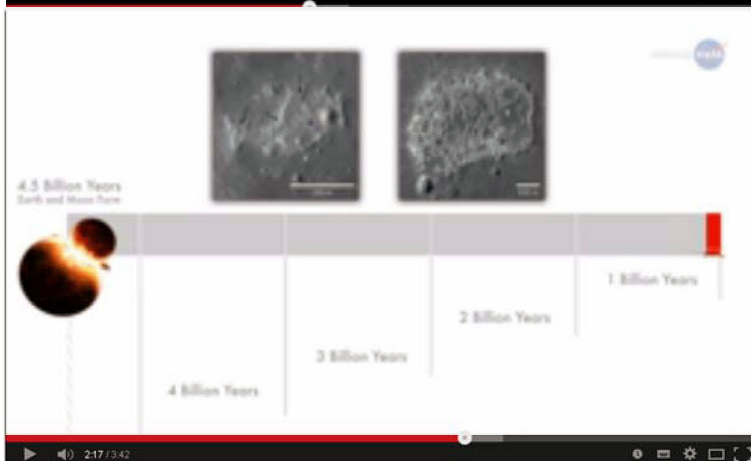 NASA
4.5 Billion Years
Earth and Moon Form
1 Billion Years
2 Billion Years
3 Billion Years
4 Billion Years
2:17 / 3:42